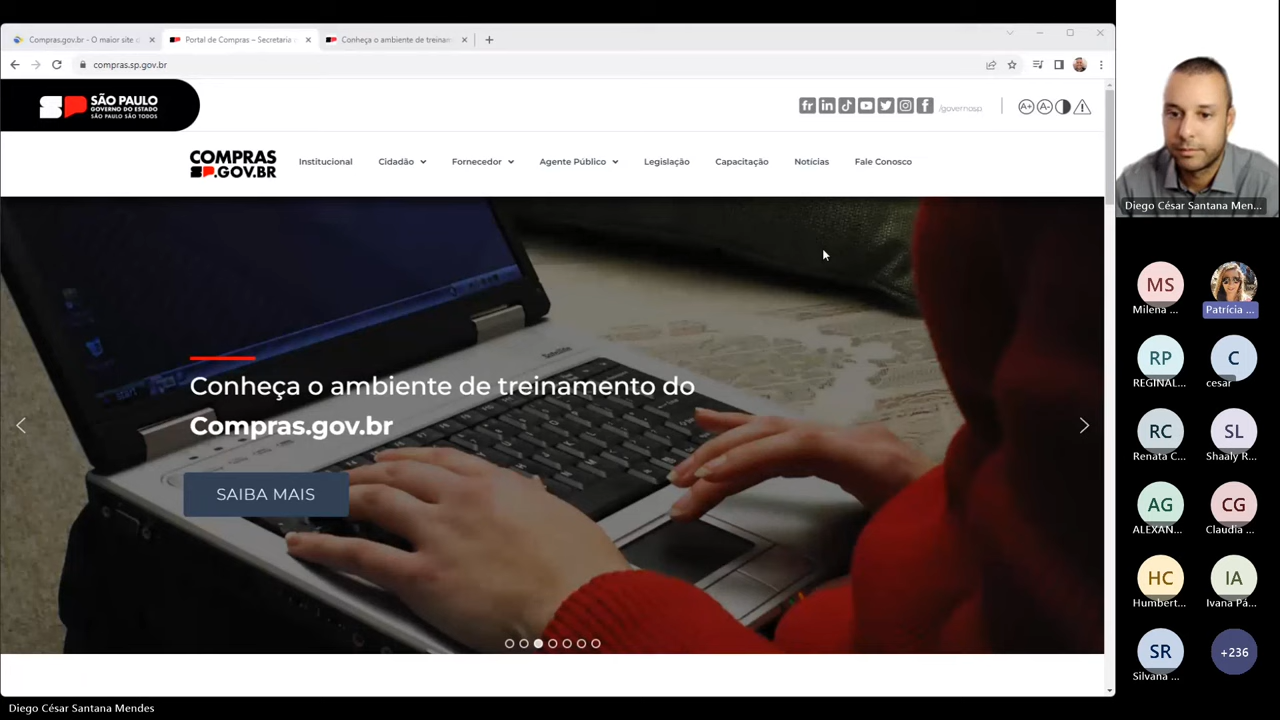 Compras.gov.br - O maior site
Portal de Compras – Secretaria
Conheça o ambiente de treinam
compras.sp.gov.br
SÃO PAULO
GOVERNO DO ESTADO
SÃO PAULO SÃO TODOS
/governosp
A+ A-
COMPRAS
SP.GOV.BR
Institucional Cidadão Fornecedor Agente Público Legislação Capacitação Notícias Fale Conosco
Satellite
Conheça o ambiente de treinamento do
Compras.gov.br
SAIBA MAIS
Diego César Santana Men...
MS
Milena ...
Patrícia ...
RP
REGINAL...
C
cesar
RC
Renata C...
SL
Shaaly R...
AG
ALEXAN...
CG
Claudia ...
HC
Humbert...
IA
Ivana Pá...
SR
Silvana ...
+236
Diego César Santana Mendes